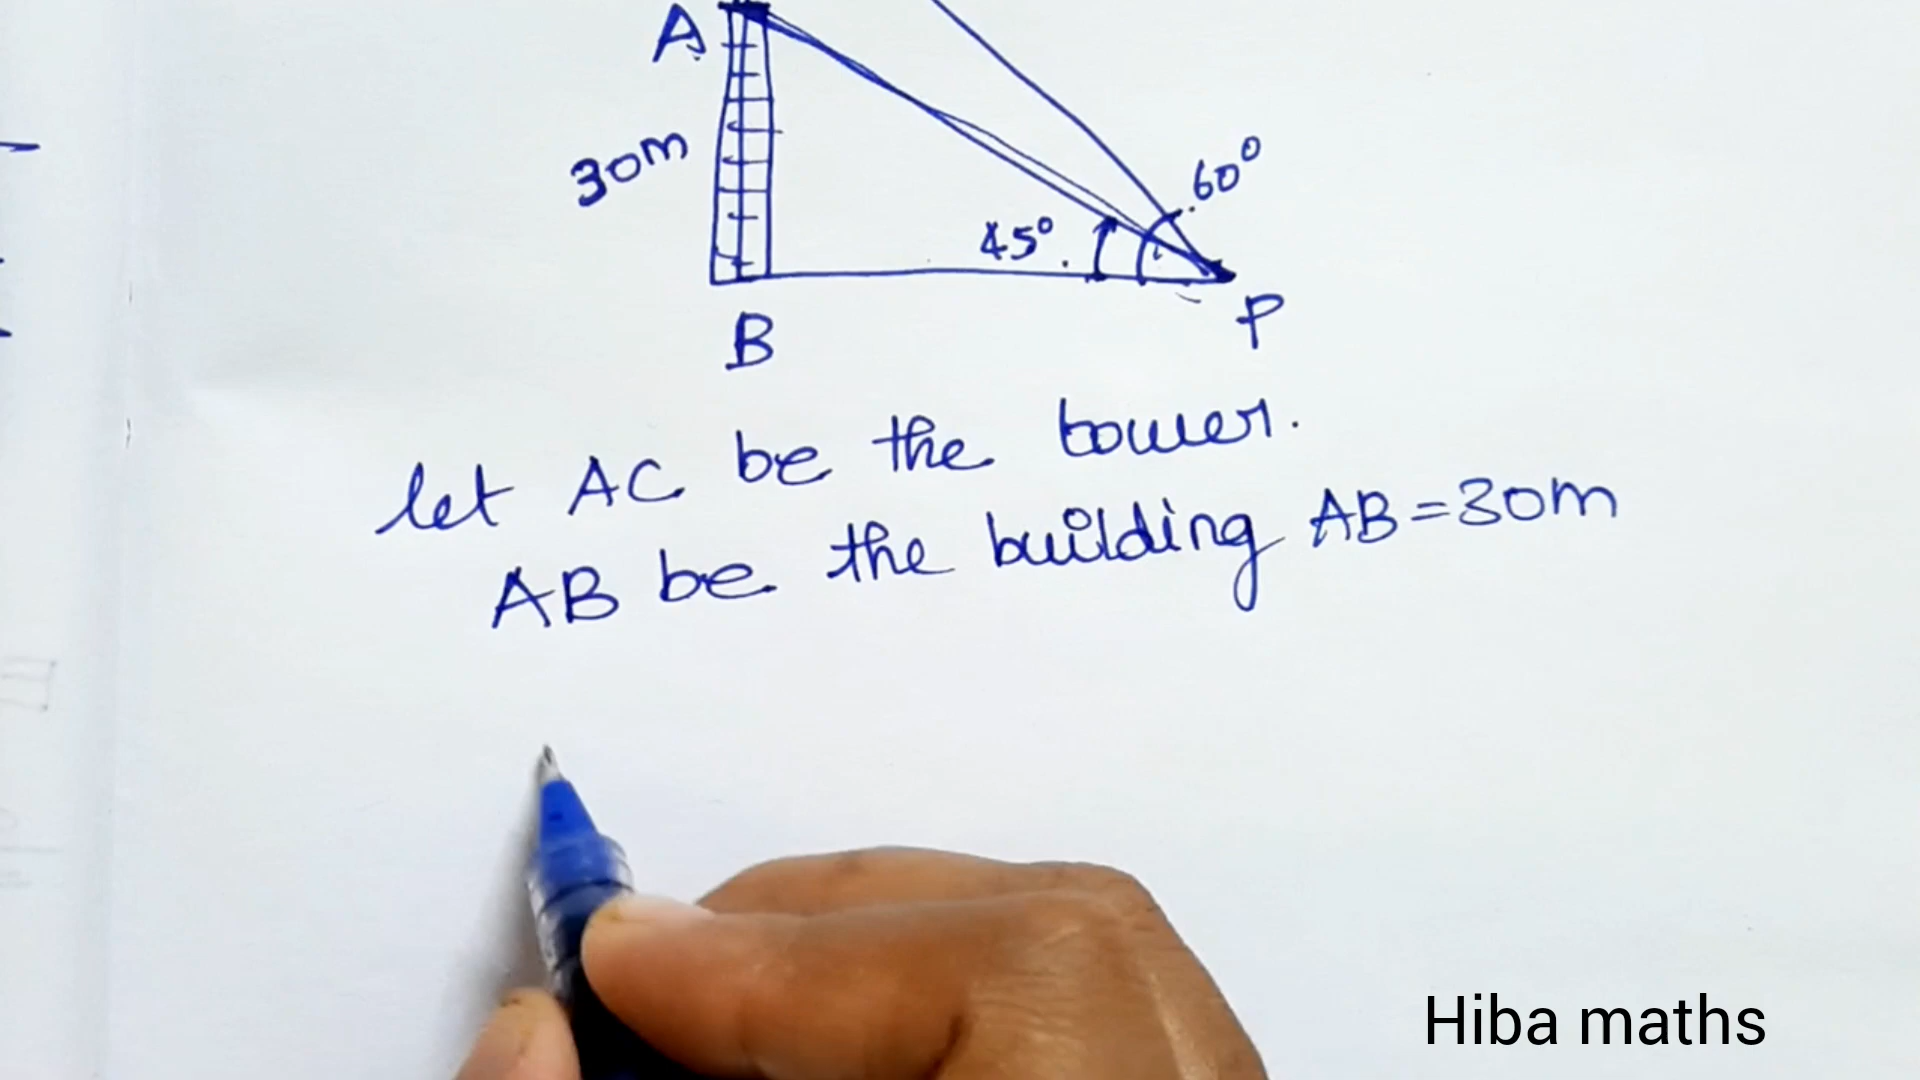 A
30m
60°
45°
B
P
let AC be the tower.
AB be the building AB=30m
Hiba maths